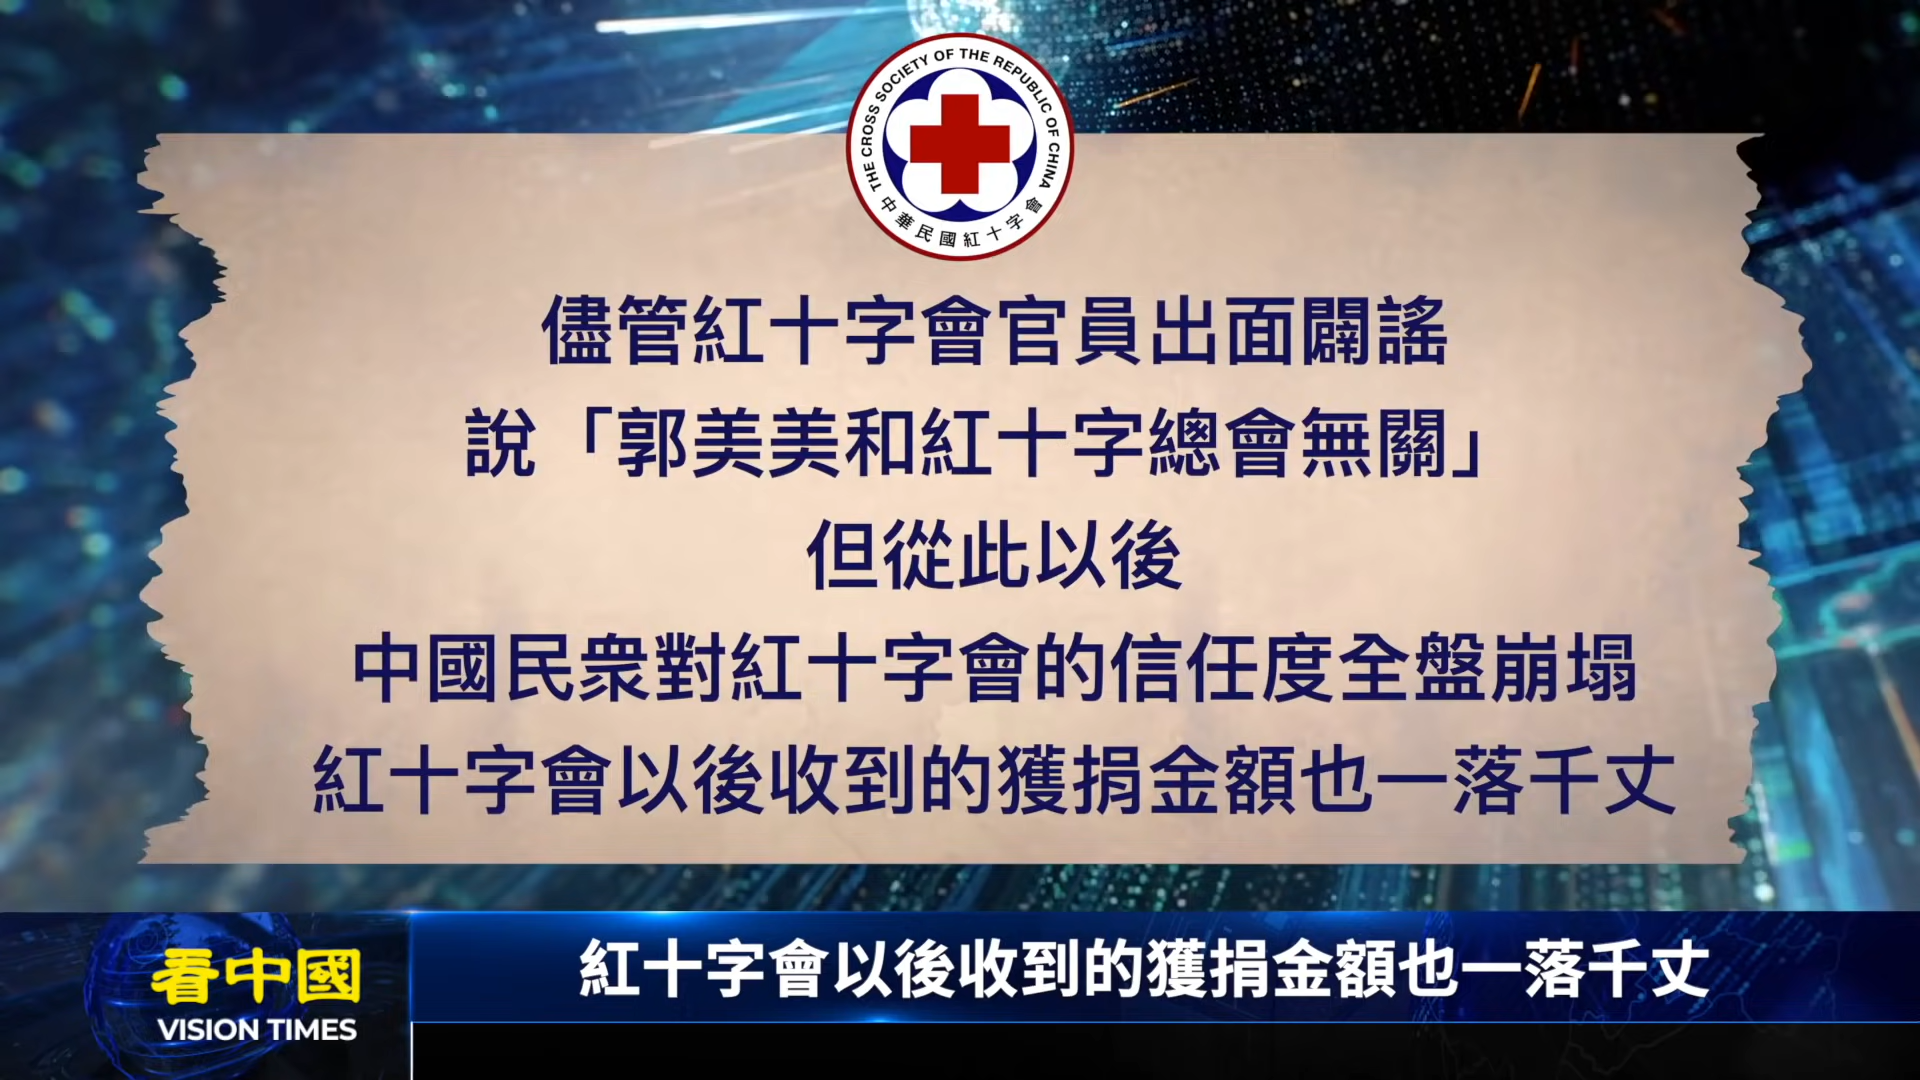 THE CROSS SOCIETY OF THE REPUBLIC OF CHINA
中華民國紅十字會
儘管紅十字會官員出面闢謠
說「郭美美和紅十字總會無關」
但從此以後
中國民衆對紅十字會的信任度全盤崩塌
紅十字會以後收到的獲捐金額也一落千丈
看中國
VISION TIMES
紅十字會以後收到的獲捐金額也一落千丈